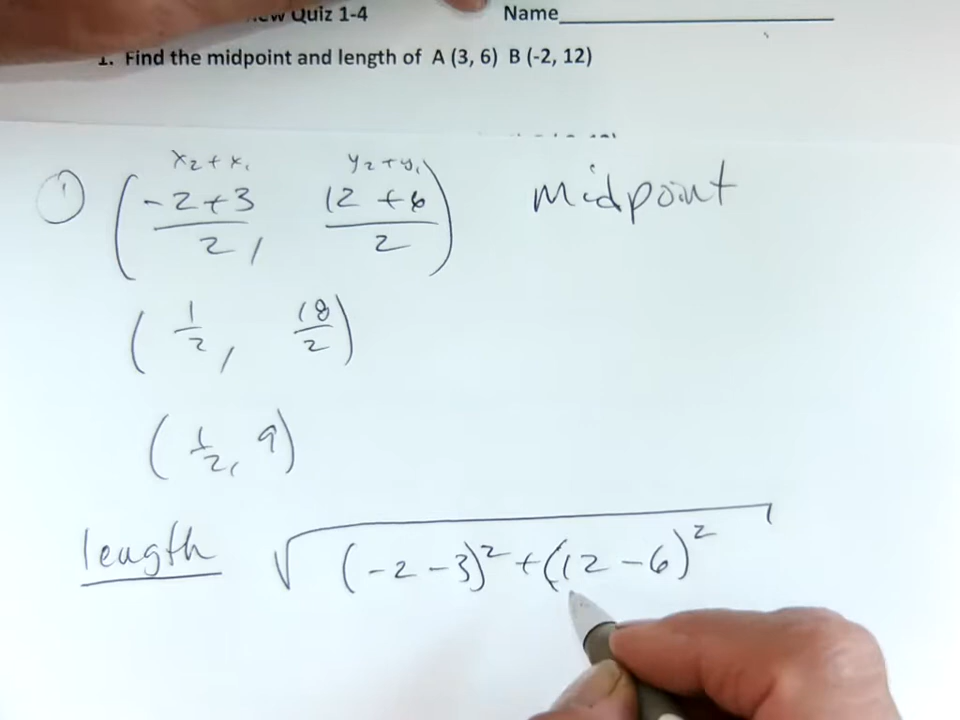 Quiz 1-4 Name
1. Find the midpoint and length of A (3, 6) B (-2, 12)
x₂ + x₁ y₂ + y₁
① (-2+3/2, 12+6/2) midpoint
(1/2, 18/2)
(1/2, 9)
length √(-2-3)²+(12-6)²